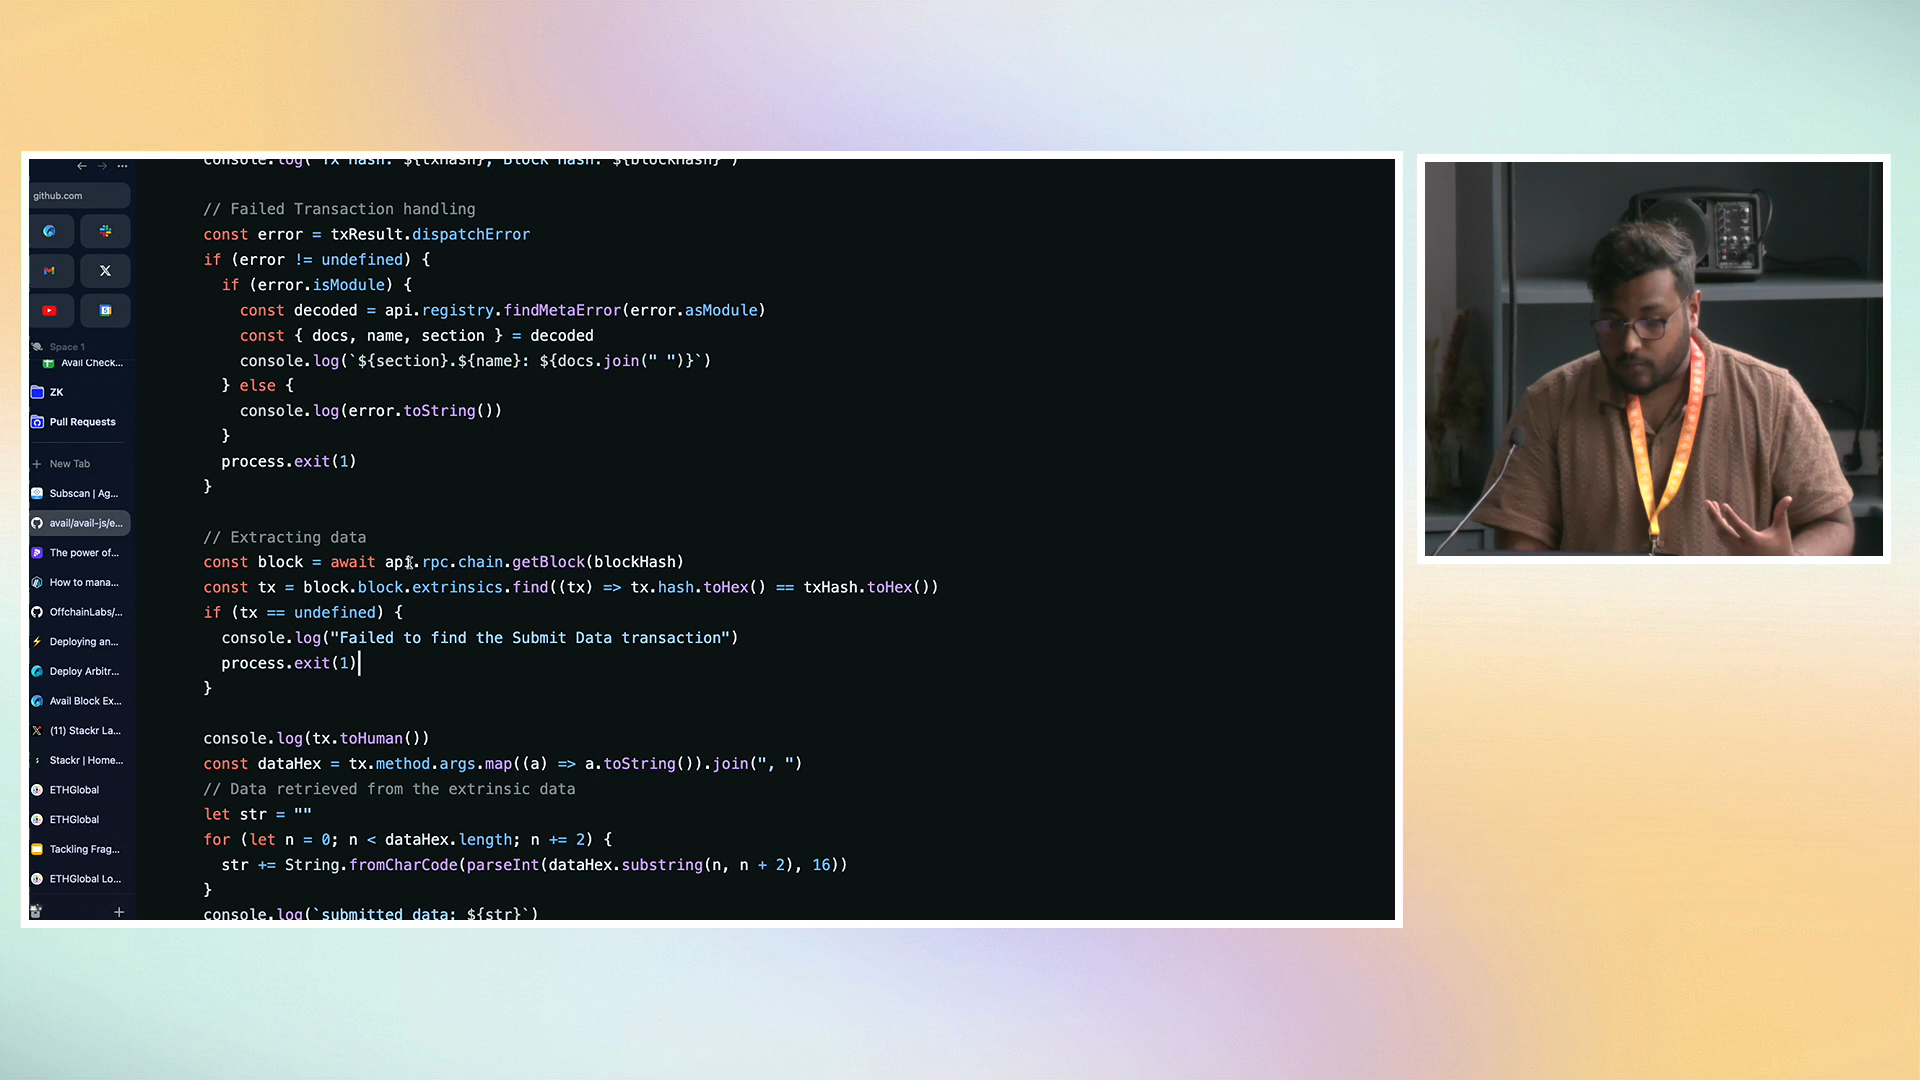 github.com
Space 1
Avail Check...
ZK
Pull Requests
New Tab
Subscan | Ag...
avail/avail-js/e...
The power of...
How to mana...
OffchainLabs/...
Deploying an...
Deploy Arbitr...
Avail Block Ex...
(11) Stackr La...
Stackr | Home...
ETHGlobal
ETHGlobal
Tackling Frag...
ETHGlobal Lo...
console.log(`Tx Hash: ${txHash}, Block Hash: ${blockHash}`)
// Failed Transaction handling
const error = txResult.dispatchError
if (error != undefined) {
  if (error.isModule) {
    const decoded = api.registry.findMetaError(error.asModule)
    const { docs, name, section } = decoded
    console.log(`${section}.${name}: ${docs.join(" ")}`)
  } else {
    console.log(error.toString())
  }
  process.exit(1)
}
// Extracting data
const block = await api.rpc.chain.getBlock(blockHash)
const tx = block.block.extrinsics.find((tx) => tx.hash.toHex() == txHash.toHex())
if (tx == undefined) {
  console.log("Failed to find the Submit Data transaction")
  process.exit(1)
}
console.log(tx.toHuman())
const dataHex = tx.method.args.map((a) => a.toString()).join(", ")
// Data retrieved from the extrinsic data
let str = ""
for (let n = 0; n < dataHex.length; n += 2) {
  str += String.fromCharCode(parseInt(dataHex.substring(n, n + 2), 16))
}
console.log(`submitted data: ${str}`)